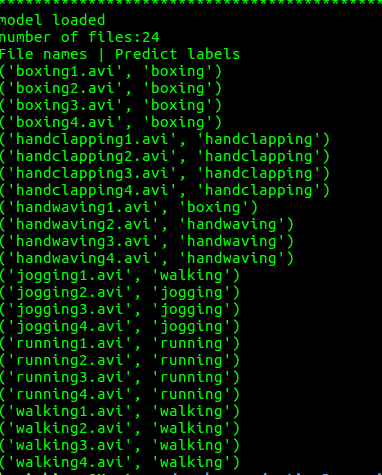 ****************************************
model loaded
number of files:24
File names | Predict labels
('boxing1.avi', 'boxing')
('boxing2.avi', 'boxing')
('boxing3.avi', 'boxing')
('boxing4.avi', 'boxing')
('handclapping1.avi', 'handclapping')
('handclapping2.avi', 'handclapping')
('handclapping3.avi', 'handclapping')
('handclapping4.avi', 'handclapping')
('handwaving1.avi', 'boxing')
('handwaving2.avi', 'handwaving')
('handwaving3.avi', 'handwaving')
('handwaving4.avi', 'handwaving')
('jogging1.avi', 'walking')
('jogging2.avi', 'jogging')
('jogging3.avi', 'jogging')
('jogging4.avi', 'jogging')
('running1.avi', 'running')
('running2.avi', 'running')
('running3.avi', 'running')
('running4.avi', 'running')
('walking1.avi', 'walking')
('walking2.avi', 'walking')
('walking3.avi', 'walking')
('walking4.avi', 'walking')